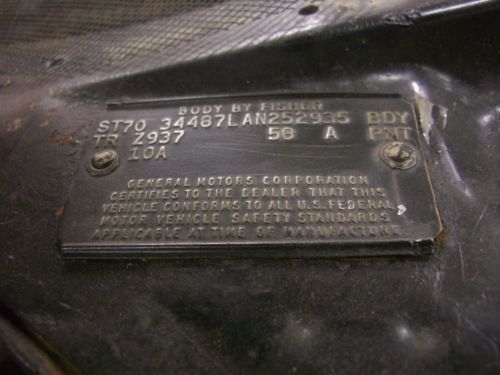 BODY BY FISHER
ST70 34487LAN252935 BDY
TR Z937 50 A PNT
10A
GENERAL MOTORS CORPORATION
CERTIFIES TO THE DEALER THAT THIS
VEHICLE CONFORMS TO ALL U.S. FEDERAL
MOTOR VEHICLE SAFETY STANDARDS
APPLICABLE AT TIME OF MANUFACTURE